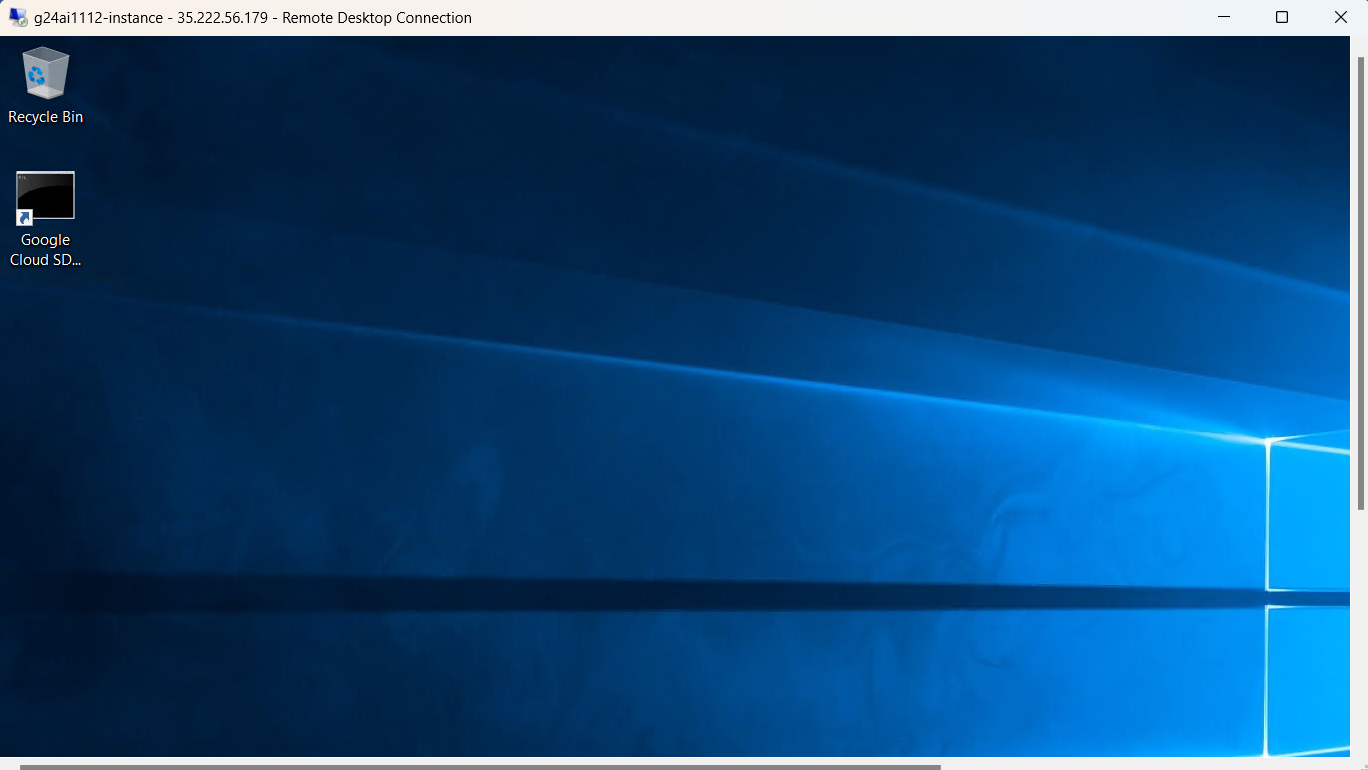 g24ai1112-instance - 35.222.56.179 - Remote Desktop Connection
Recycle Bin
Google
Cloud SD...